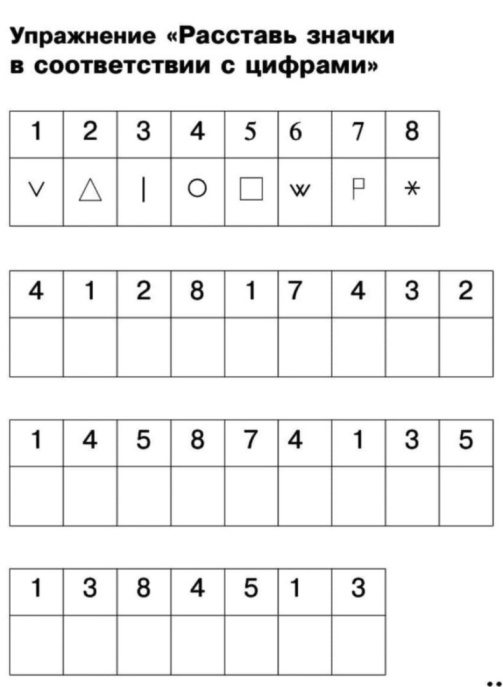 Упражнение «Расставь значки
в соответствии с цифрами»
1 2 3 4 5 6 7 8
V △ | ○ □ W P *
4 1 2 8 1 7 4 3 2
1 4 5 8 7 4 1 3 5
1 3 8 4 5 1 3